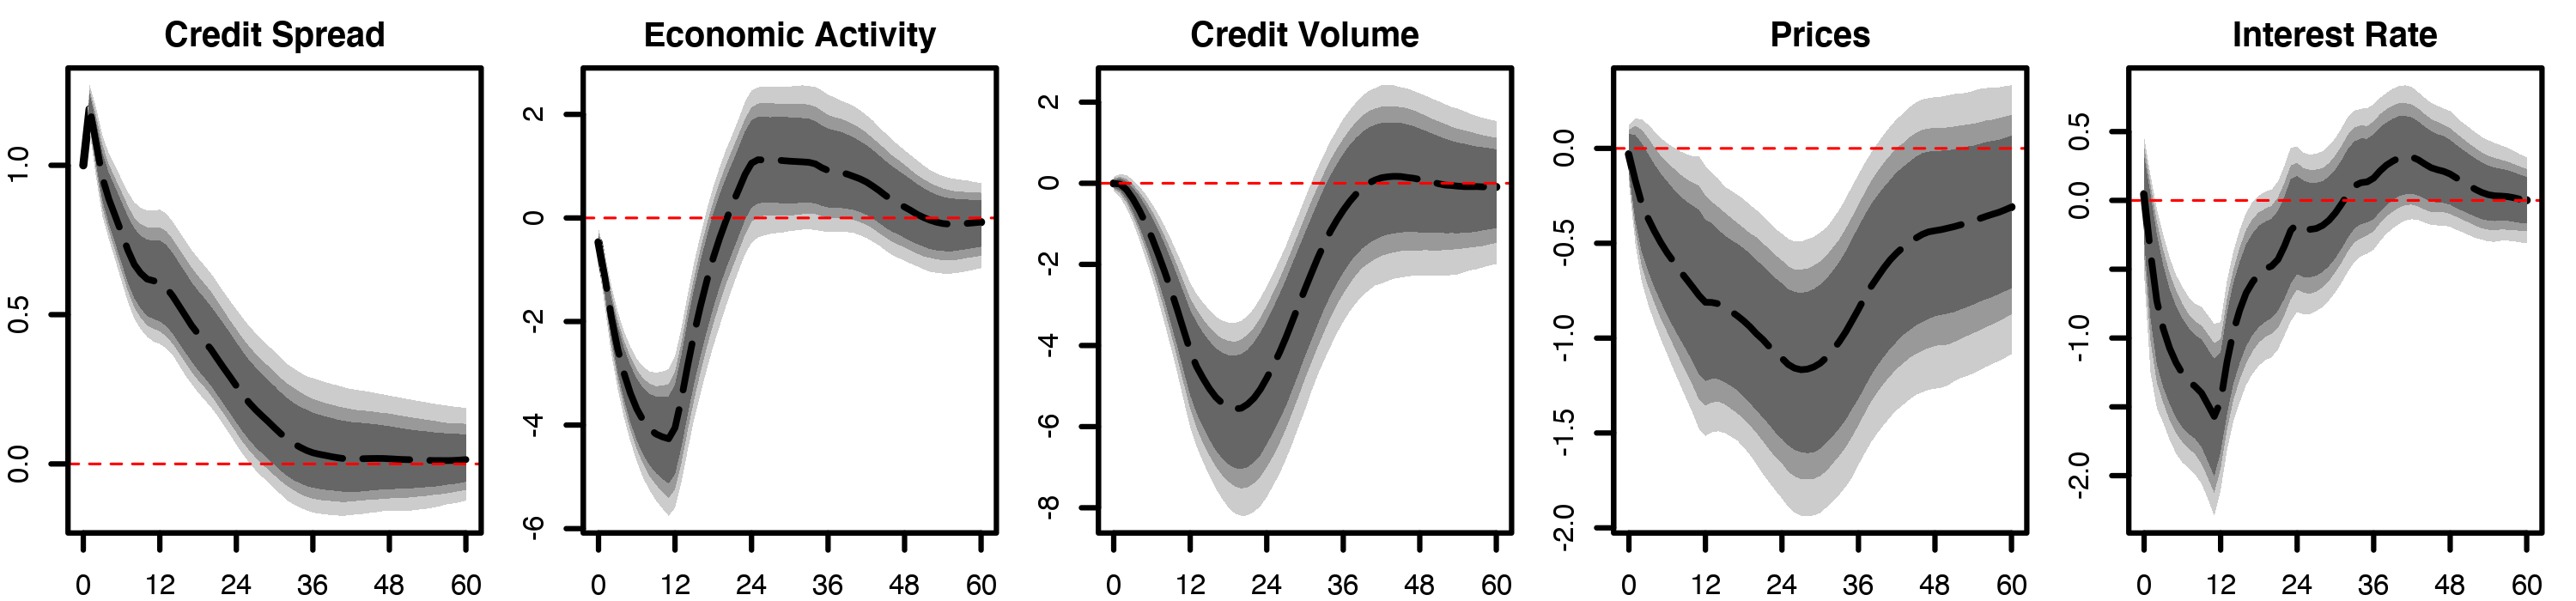 Credit Spread
1.0
0.5
0.0
0 12 24 36 48 60
Economic Activity
2
0
-2
-4
-6
0 12 24 36 48 60
Credit Volume
2
0
-2
-4
-6
-8
0 12 24 36 48 60
Prices
0.0
-0.5
-1.0
-1.5
-2.0
0 12 24 36 48 60
Interest Rate
0.5
0.0
-1.0
-2.0
0 12 24 36 48 60